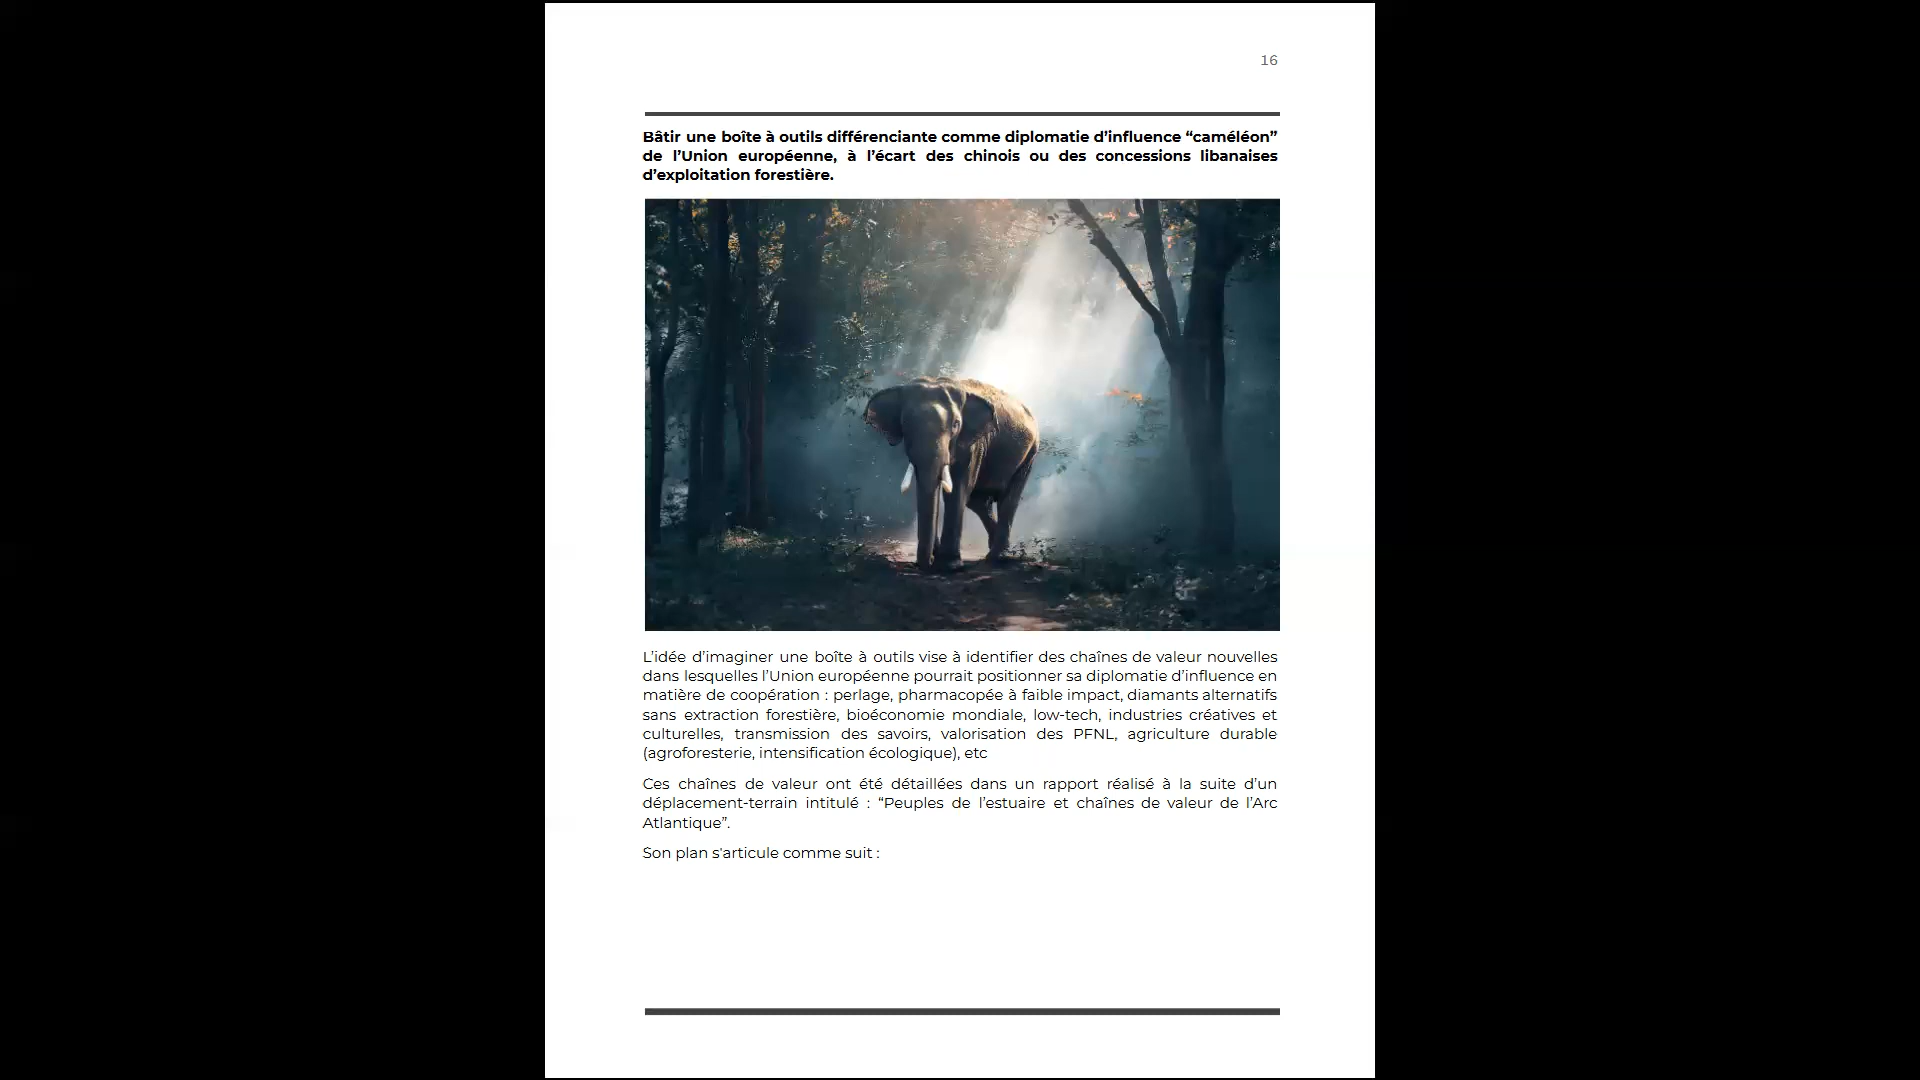 16
Bâtir une boîte à outils différenciante comme diplomatie d’influence “caméléon”
de l’Union européenne, à l’écart des chinois ou des concessions libanaises
d’exploitation forestière.
L’idée d’imaginer une boîte à outils vise à identifier des chaînes de valeur nouvelles
dans lesquelles l’Union européenne pourrait positionner sa diplomatie d’influence en
matière de coopération : perlage, pharmacopée à faible impact, diamants alternatifs
sans extraction forestière, bioéconomie mondiale, low-tech, industries créatives et
culturelles, transmission des savoirs, valorisation des PFNL, agriculture durable
(agroforesterie, intensification écologique), etc
Ces chaînes de valeur ont été détaillées dans un rapport réalisé à la suite d’un
déplacement-terrain intitulé : “Peuples de l’estuaire et chaînes de valeur de l’Arc
Atlantique”.
Son plan s'articule comme suit :